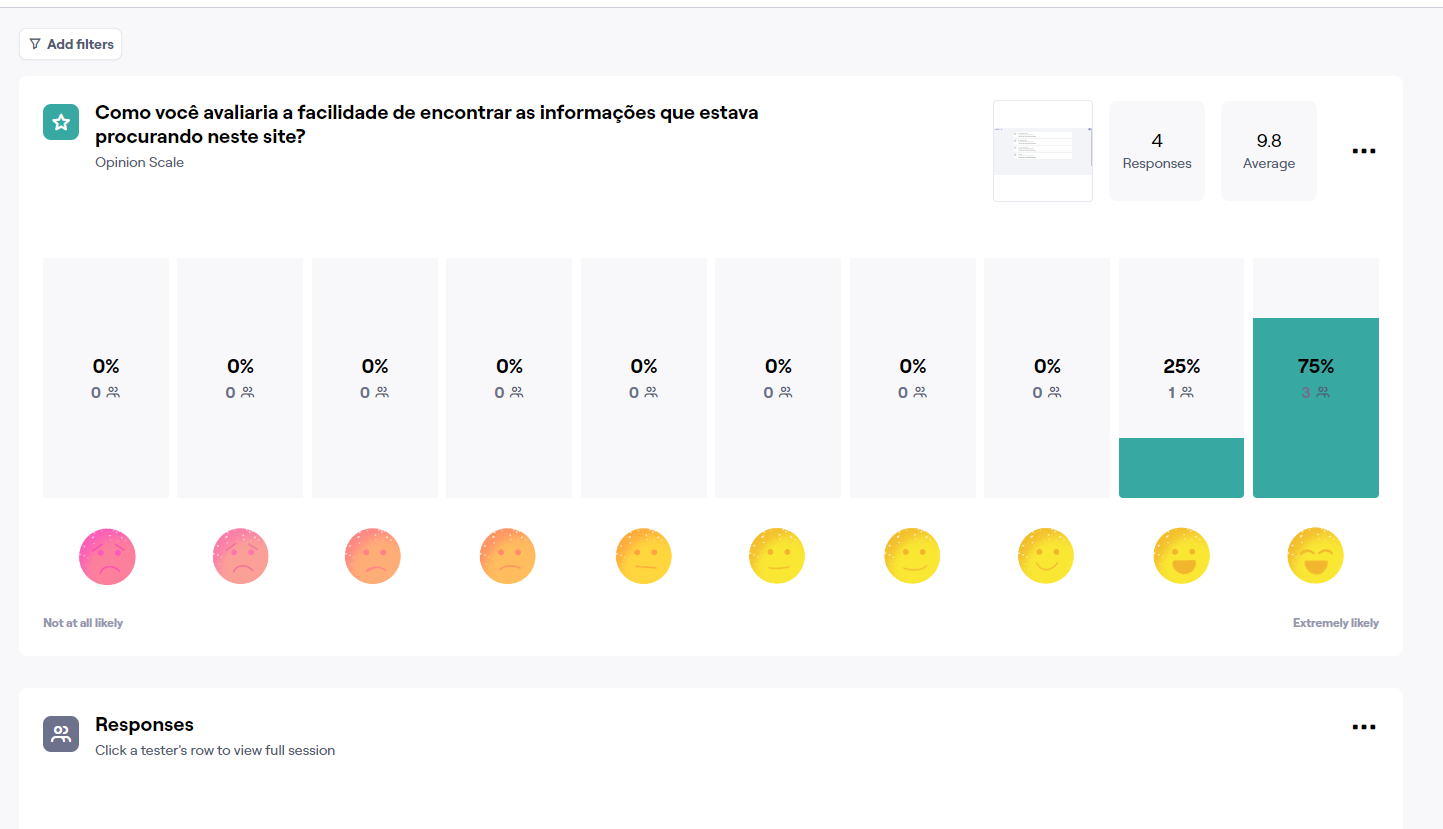 Add filters
Como você avaliaria a facilidade de encontrar as informações que estava
procurando neste site?
Opinion Scale
4
Responses
9.8
Average
0%
0
0%
0
0%
0
0%
0
0%
0
0%
0
0%
0
0%
0
25%
1
75%
3
Not at all likely
Extremely likely
Responses
Click a tester's row to view full session